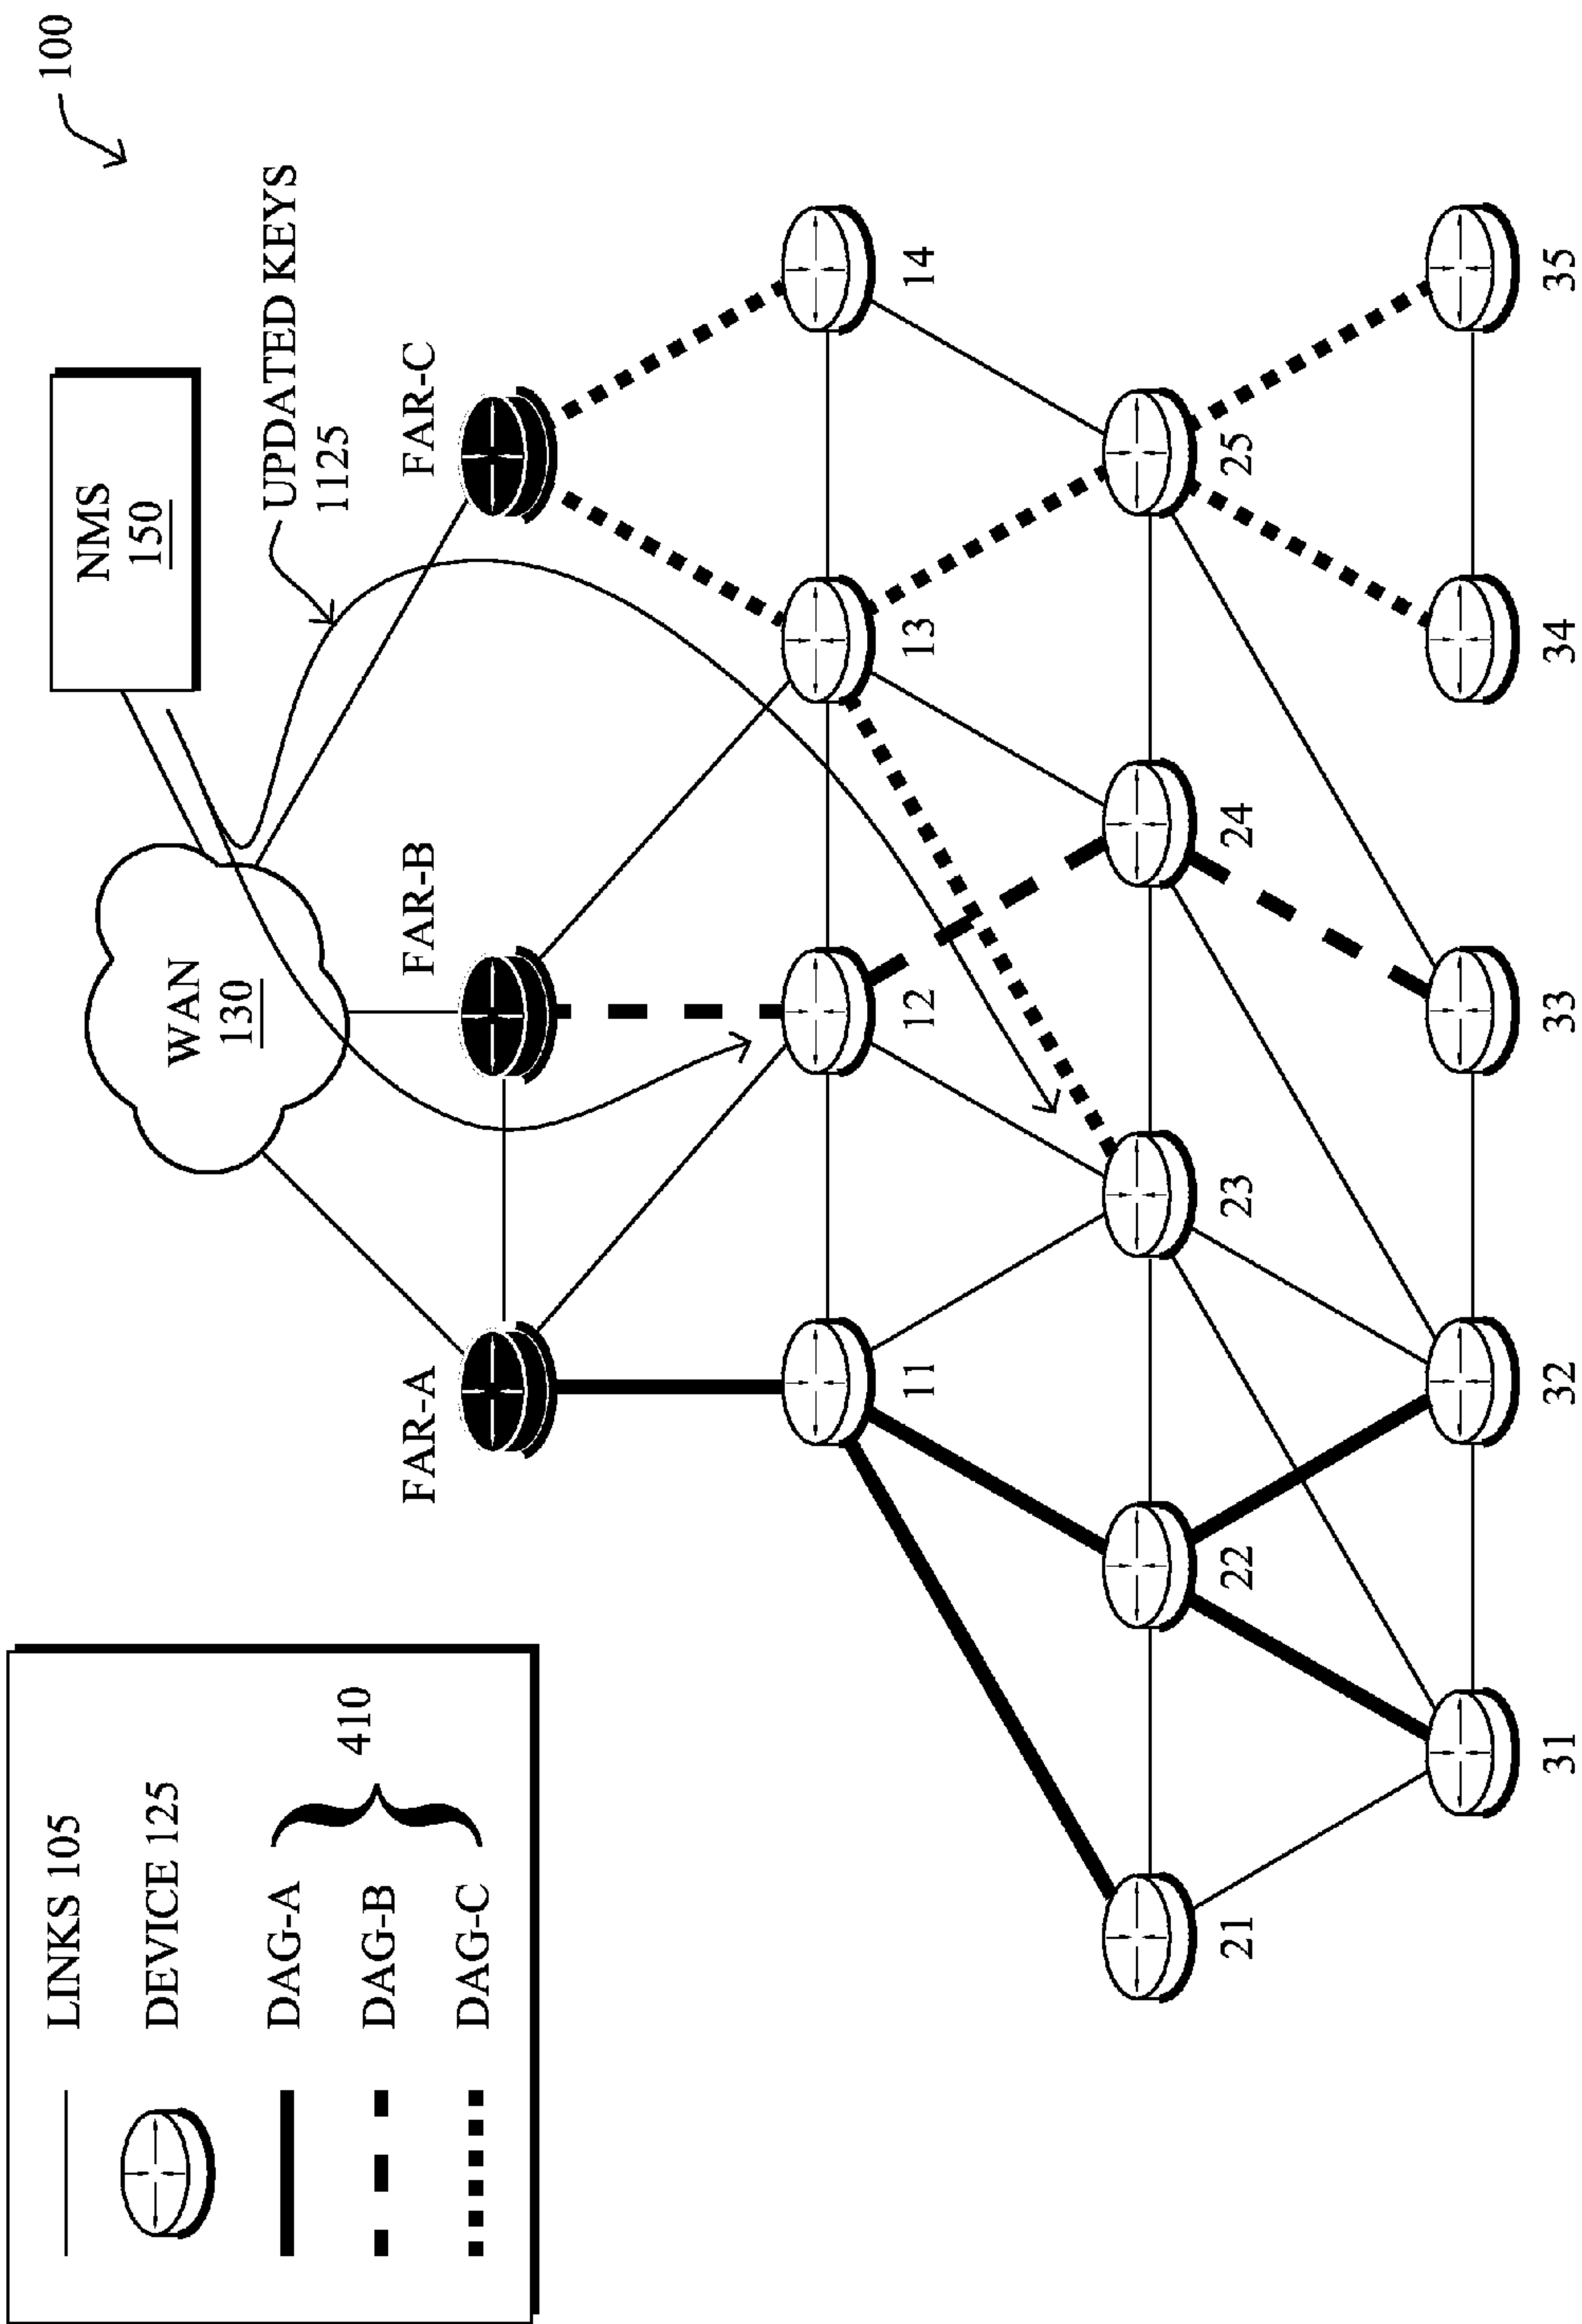 100
NMS
150
UPDATED KEYS
1125
WAN
130
FAR-A
FAR-B
FAR-C
11
12
13
14
21
22
23
24
25
31
32
33
34
35
LINKS 105
DEVICE 125
DAG-A
DAG-B
DAG-C
410